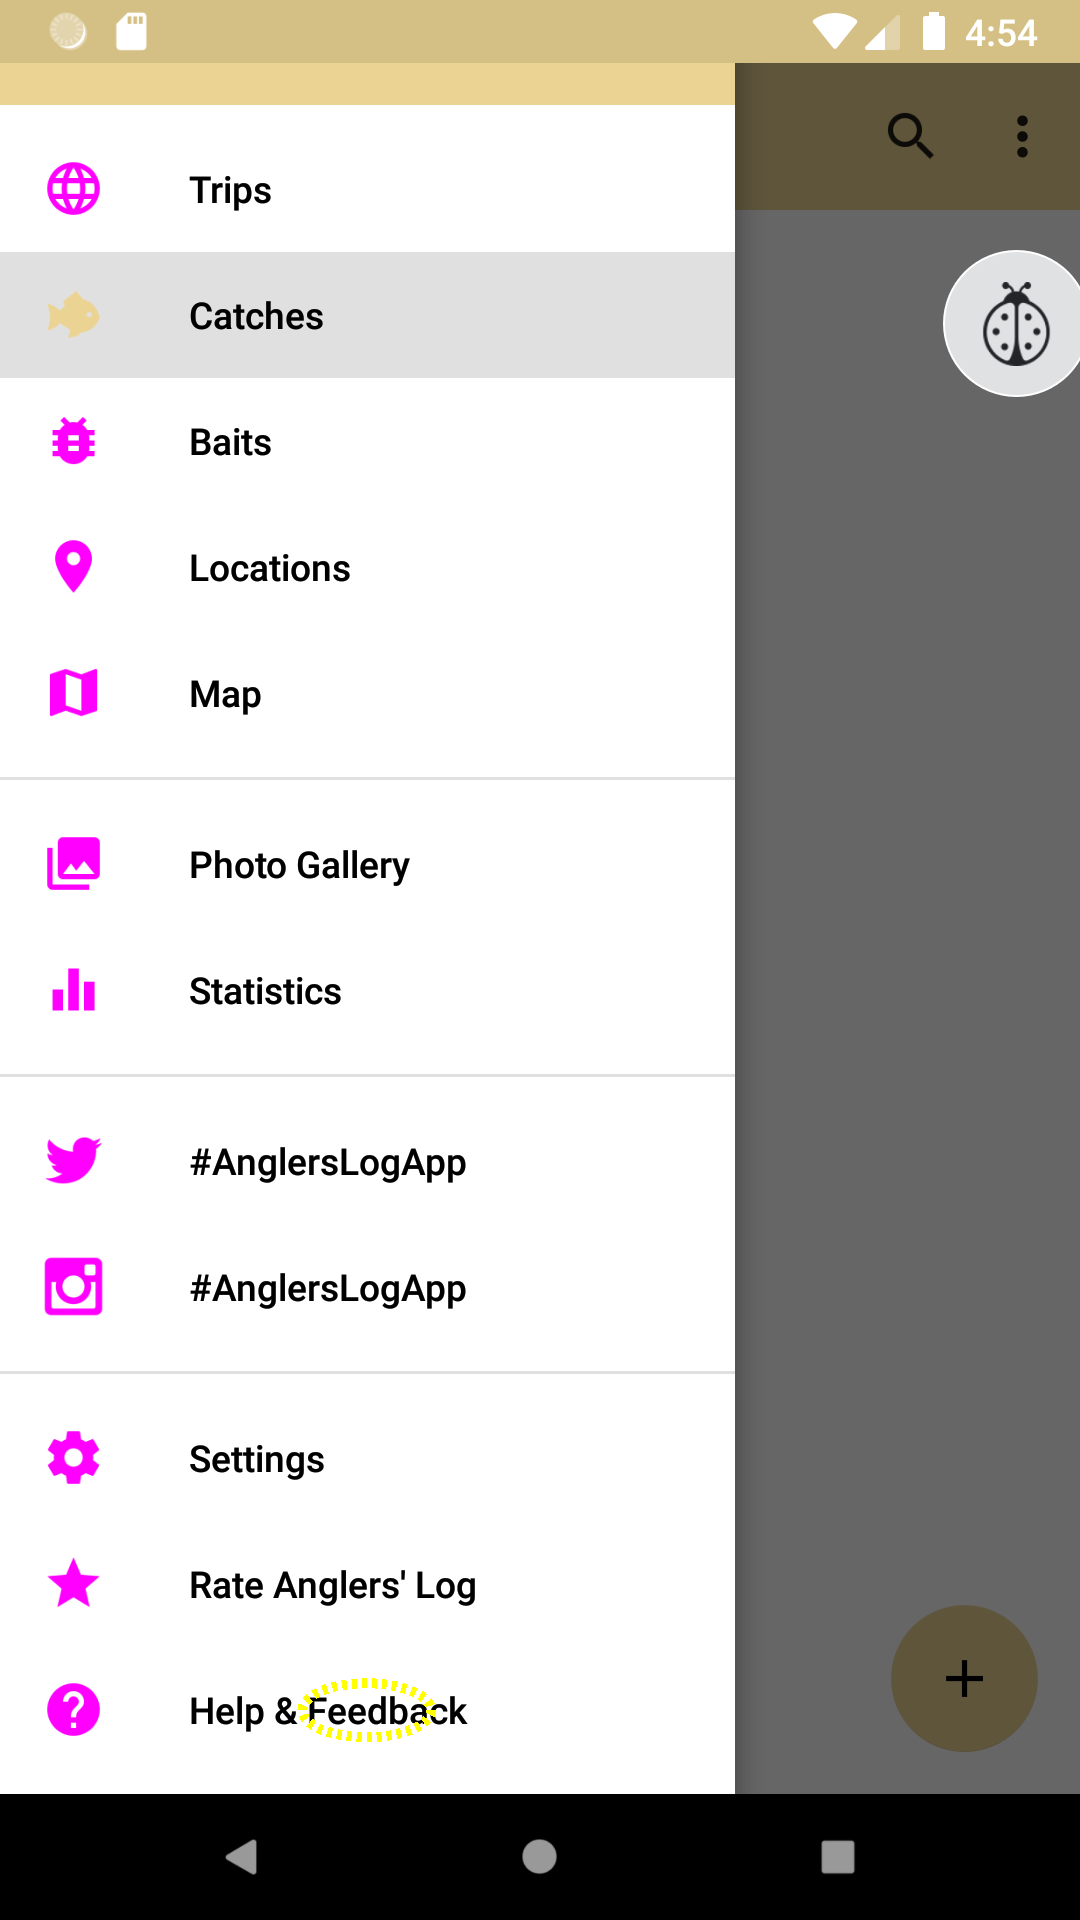 4:54
Trips
Catches
Baits
Locations
Map
Photo Gallery
Statistics
#AnglersLogApp
#AnglersLogApp
Settings
Rate Anglers' Log
Help & Feedback